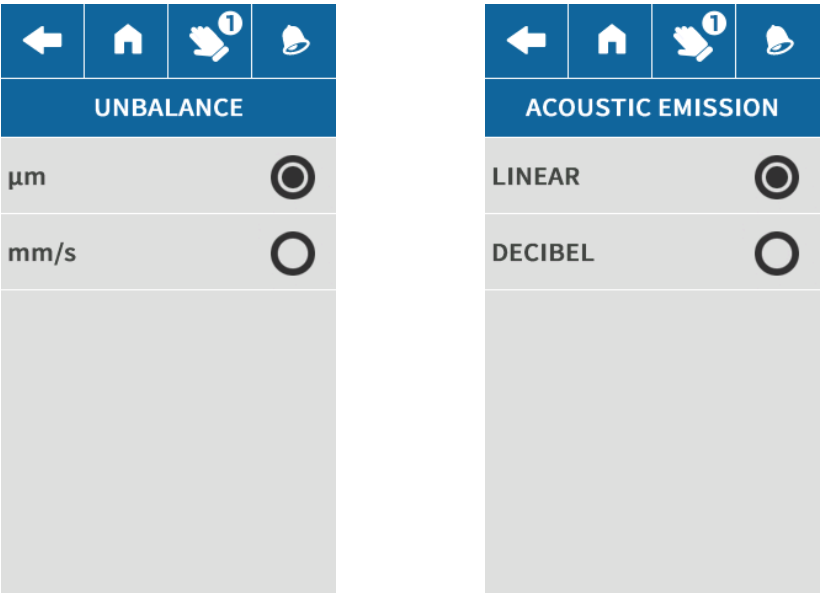 1
UNBALANCE
µm
mm/s
1
ACOUSTIC EMISSION
LINEAR
DECIBEL